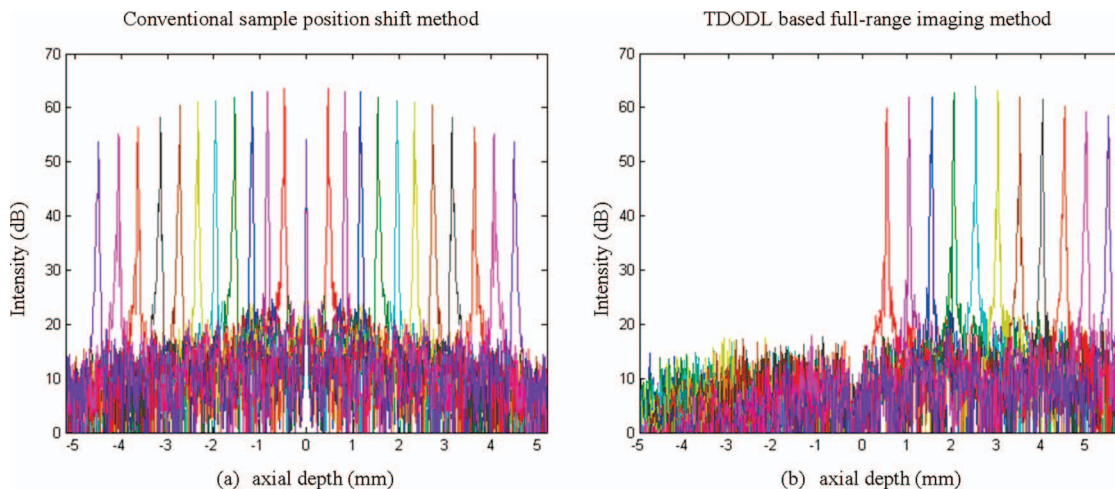 Conventional sample position shift method
TDODL based full-range imaging method
70
60
50
40
30
20
10
0
Intensity (dB)
-5 -4 -3 -2 -1 0 1 2 3 4 5
(a) axial depth (mm)
70
60
50
40
30
20
10
0
Intensity (dB)
-5 -4 -3 -2 -1 0 1 2 3 4 5
(b) axial depth (mm)